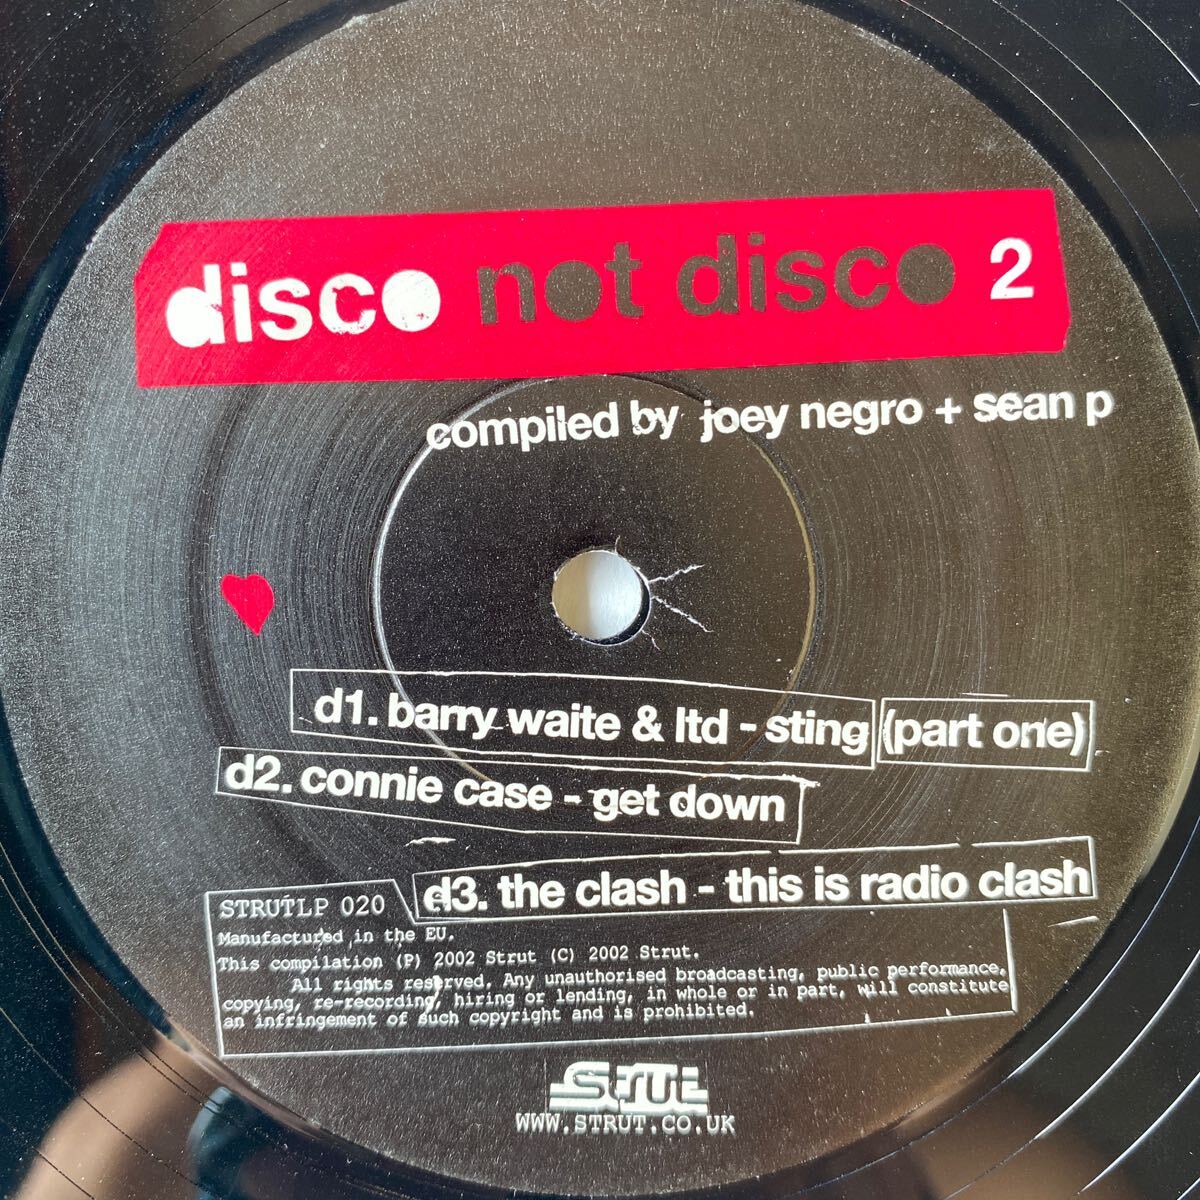 disco not disco 2
compiled by joey negro + sean p
d1. barry waite & ltd - sting (part one)
d2. connie case - get down
d3. the clash - this is radio clash
STRUTLP 020
Manufactured in the EU.
This compilation (P) 2002 Strut (C) 2002 Strut.
All rights reserved. Any unauthorised broadcasting, public performance,
copying, re-recording, hiring or lending, in whole or in part, will constitute
an infringement of such copyright and is prohibited.
STRUT
WWW.STRUT.CO.UK